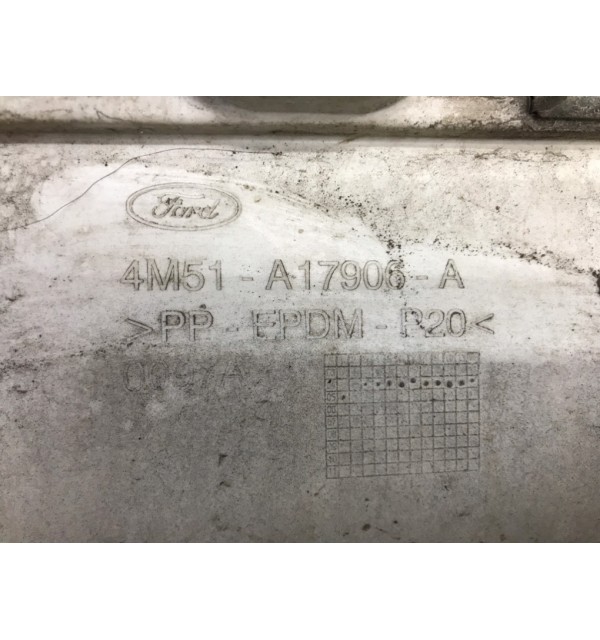 Ford
4M51 - A17906 - A
>PP - EPDM - P20<